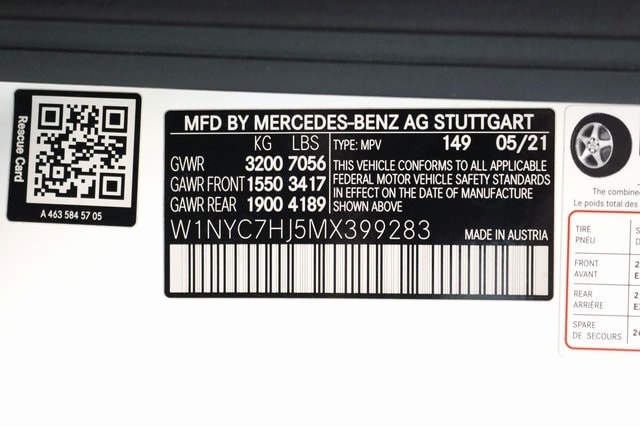 Rescue Card
A 463 584 57 05
MFD BY MERCEDES-BENZ AG STUTTGART
KG LBS
GVWR 3200 7056
GAWR FRONT 1550 3417
GAWR REAR 1900 4189
TYPE: MPV 149 05/21
THIS VEHICLE CONFORMS TO ALL APPLICABLE
FEDERAL MOTOR VEHICLE SAFETY STANDARDS
IN EFFECT ON THE DATE OF MANUFACTURE
SHOWN ABOVE
W1NYC7HJ5MX399283
MADE IN AUSTRIA
The combine
Le poids total des
TIRE
PNEU
FRONT
AVANT
REAR
ARRIÈRE
SPARE
DE SECOURS